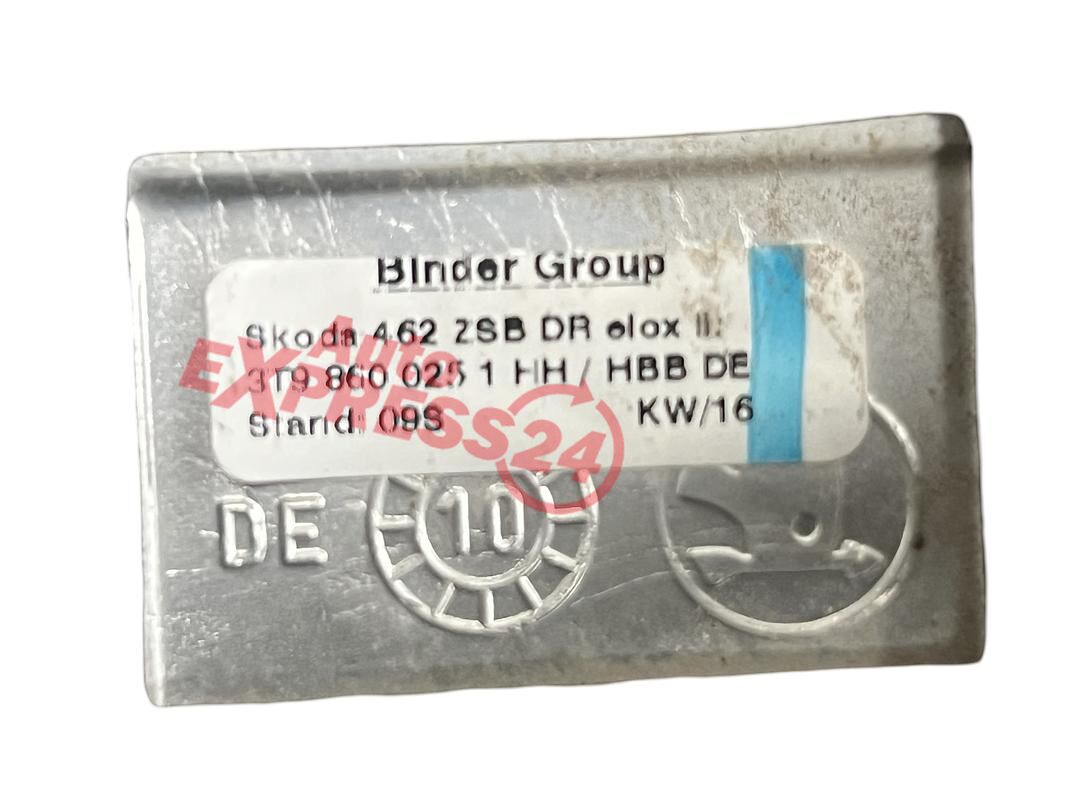 Binder Group
Skoda 462 ZSB DR elox li.
3T9 860 025 1 HH / HBB DE
Stand: 09S KW/16
Auto
EXPRESS24
DE 10